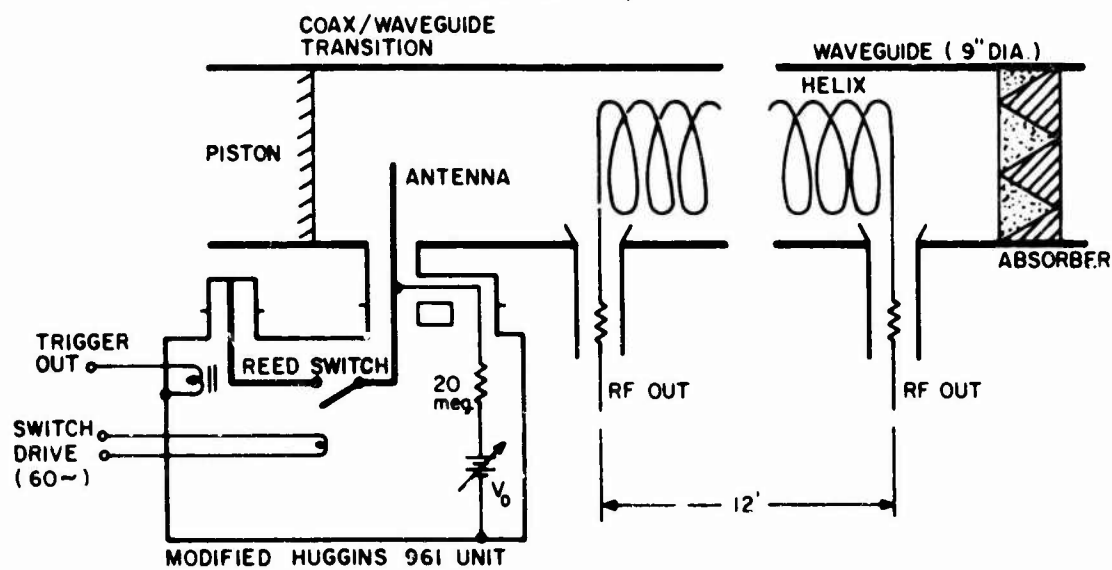 COAX/WAVEGUIDE
TRANSITION
WAVEGUIDE (9" DIA.)
HELIX
PISTON
ANTENNA
ABSORBER
TRIGGER
OUT
REED SWITCH
20
meg.
RF OUT
RF OUT
SWITCH
DRIVE
(60~)
V₀
12'
MODIFIED HUGGINS 961 UNIT